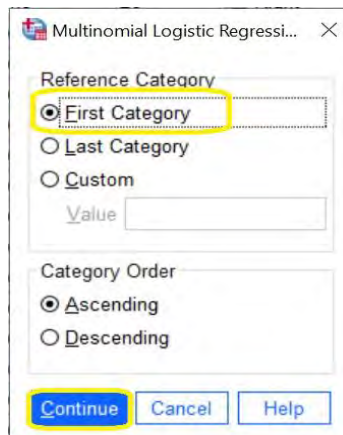 Multinomial Logistic Regressi...
Reference Category
First Category
Last Category
Custom
Value
Category Order
Ascending
Descending
Continue Cancel Help